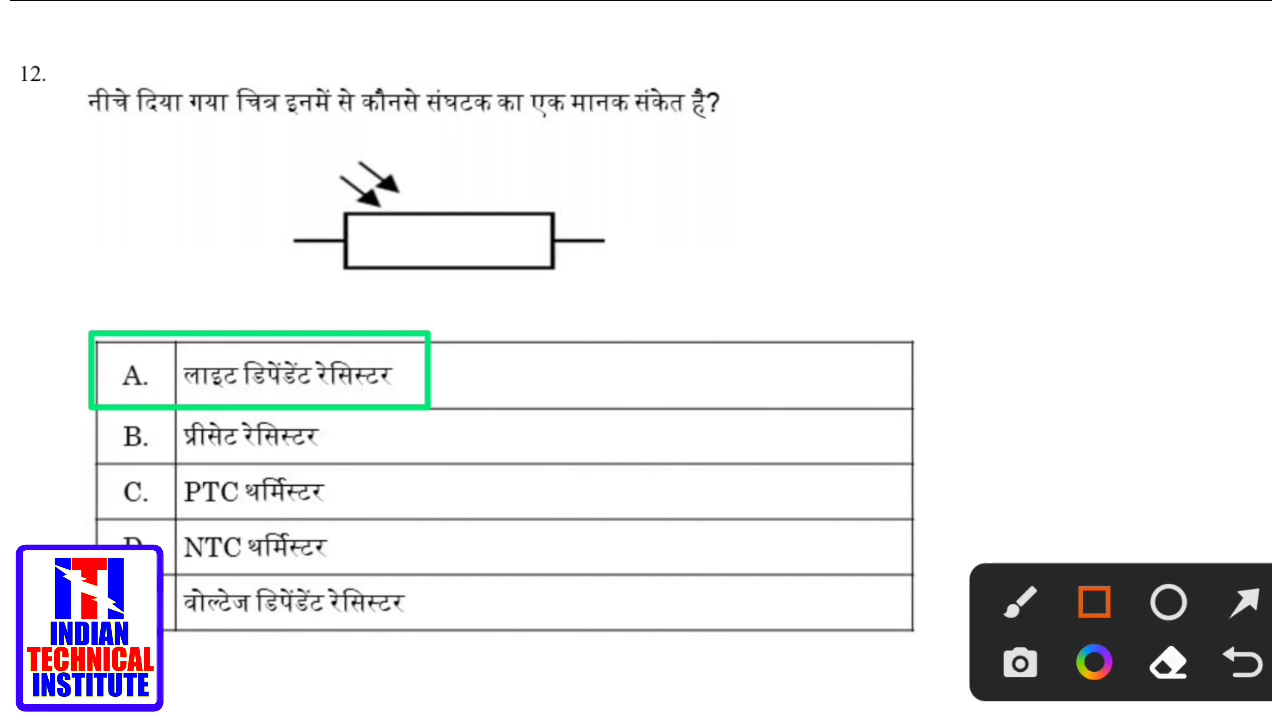 12.
नीचे दिया गया चित्र इनमें से कौनसे संघटक का एक मानक संकेत है?
A. लाइट डिपेंडेंट रेसिस्टर
B. प्रीसेट रेसिस्टर
C. PTC थर्मिस्टर
D. NTC थर्मिस्टर
वोल्टेज डिपेंडेंट रेसिस्टर
ITI
INDIAN
TECHNICAL
INSTITUTE